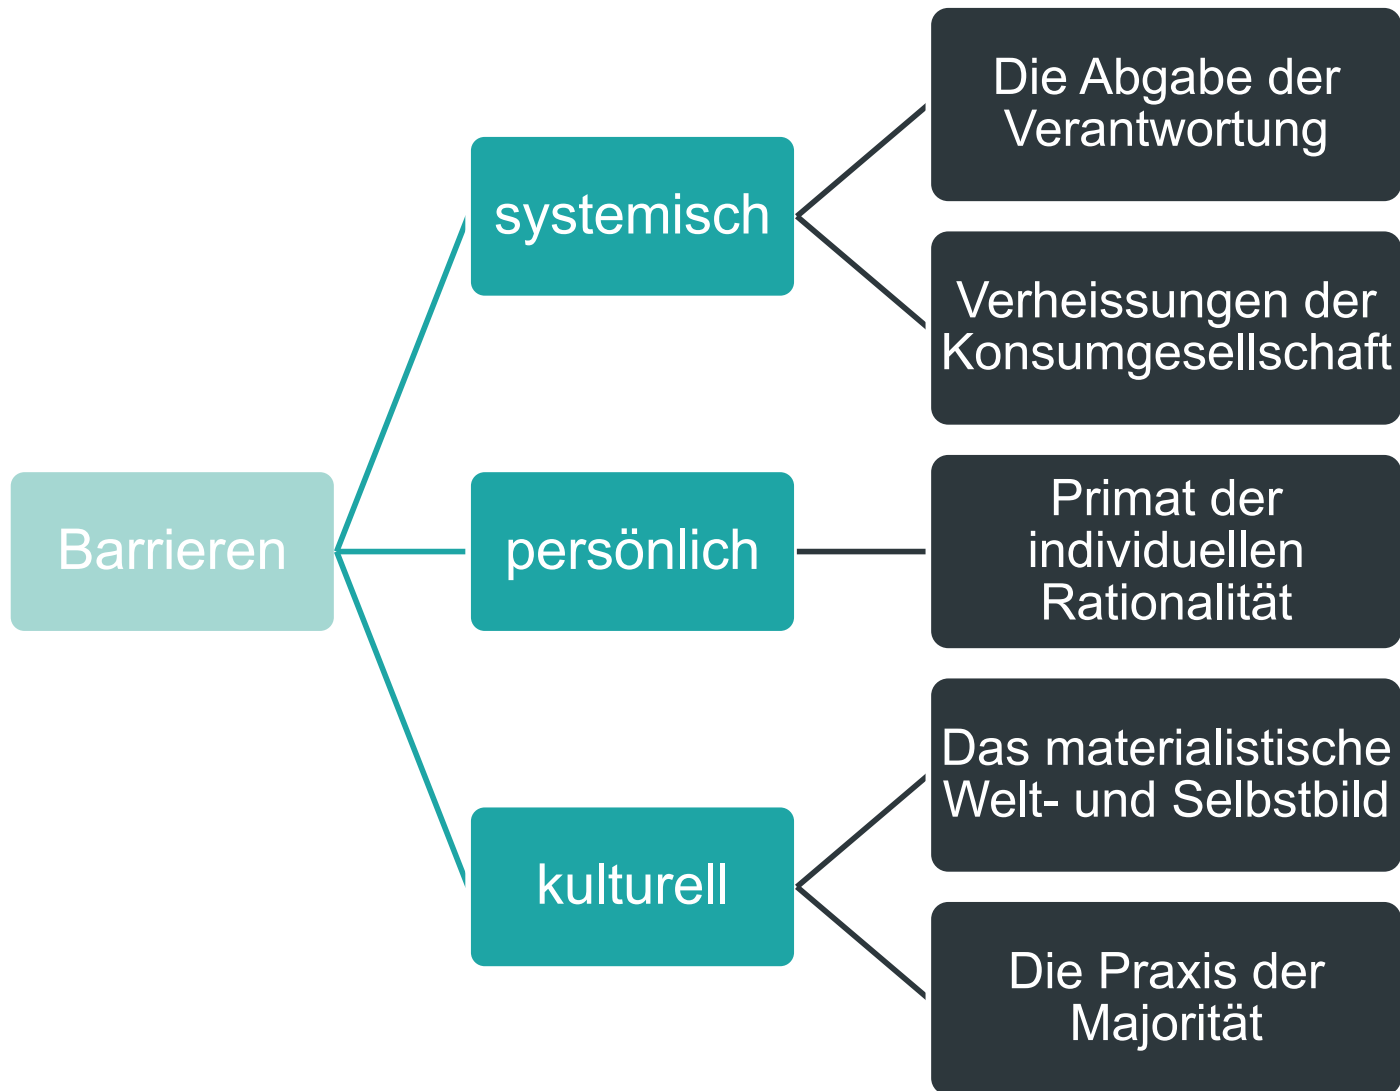 Barrieren
systemisch
Die Abgabe der
Verantwortung
Verheissungen der
Konsumgesellschaft
persönlich
Primat der
individuellen
Rationalität
kulturell
Das materialistische
Welt- und Selbstbild
Die Praxis der
Majorität